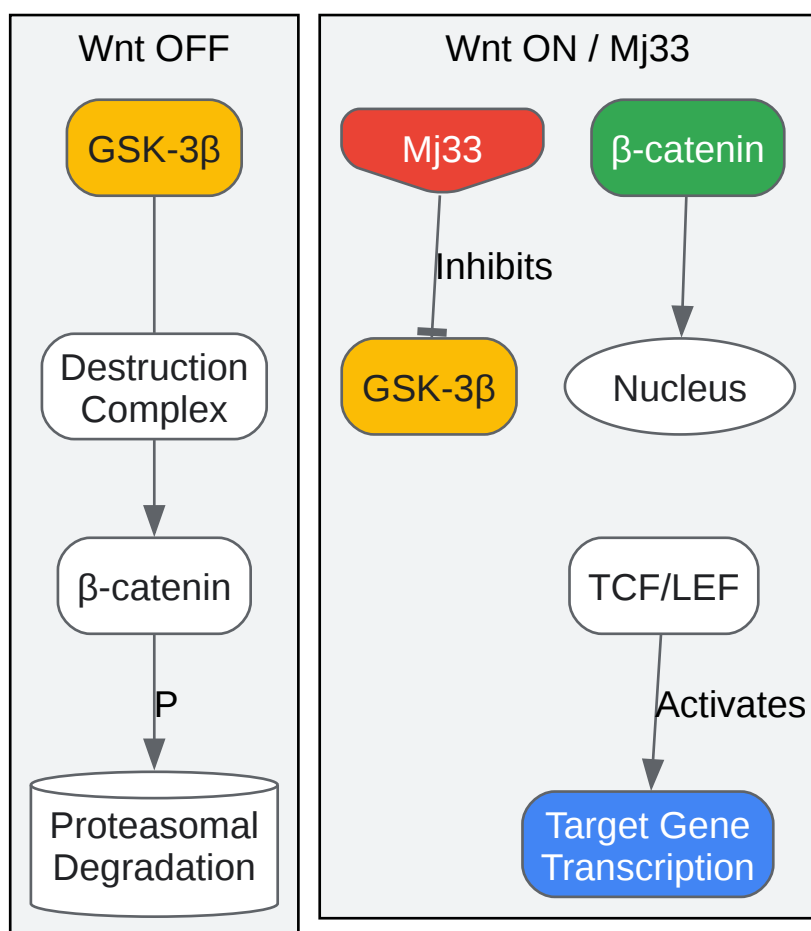 Wnt OFF
GSK-3β
Destruction
Complex
β-catenin
P
Proteasomal
Degradation
Wnt ON / Mj33
Mj33
β-catenin
Inhibits
GSK-3β
Nucleus
TCF/LEF
Activates
Target Gene
Transcription